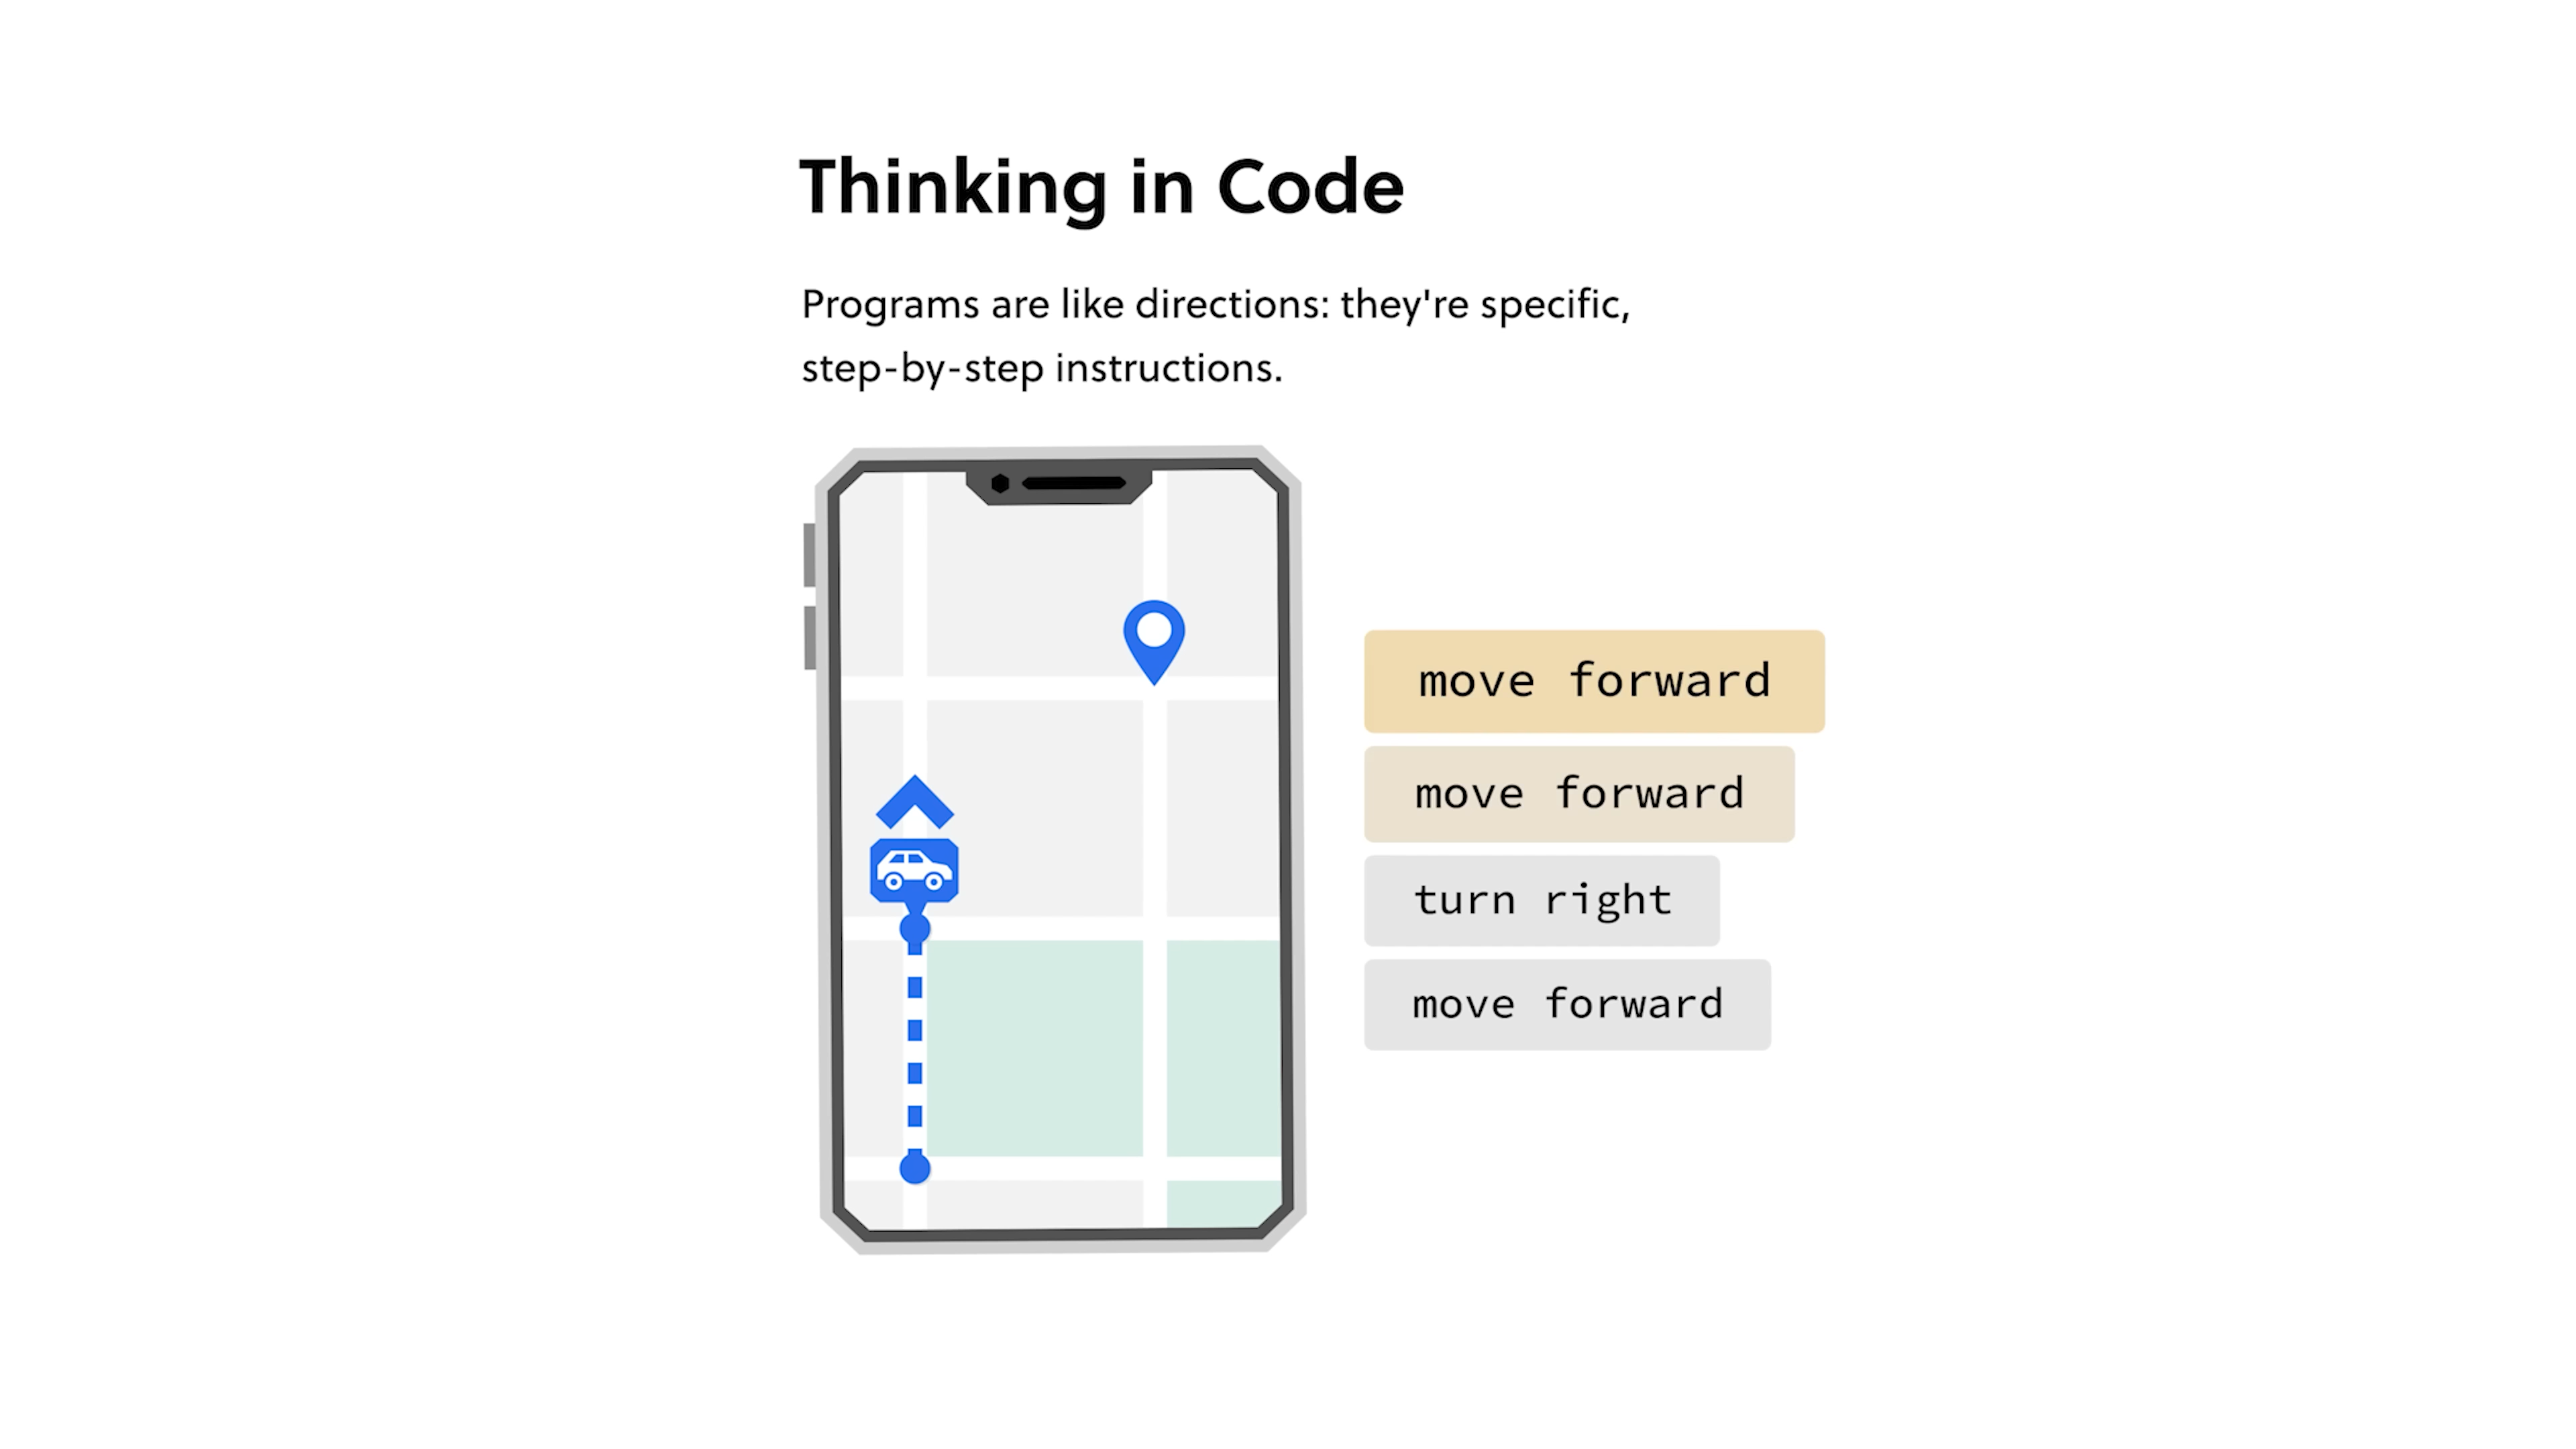 Thinking in Code
Programs are like directions: they're specific,
step-by-step instructions.
move forward
move forward
turn right
move forward